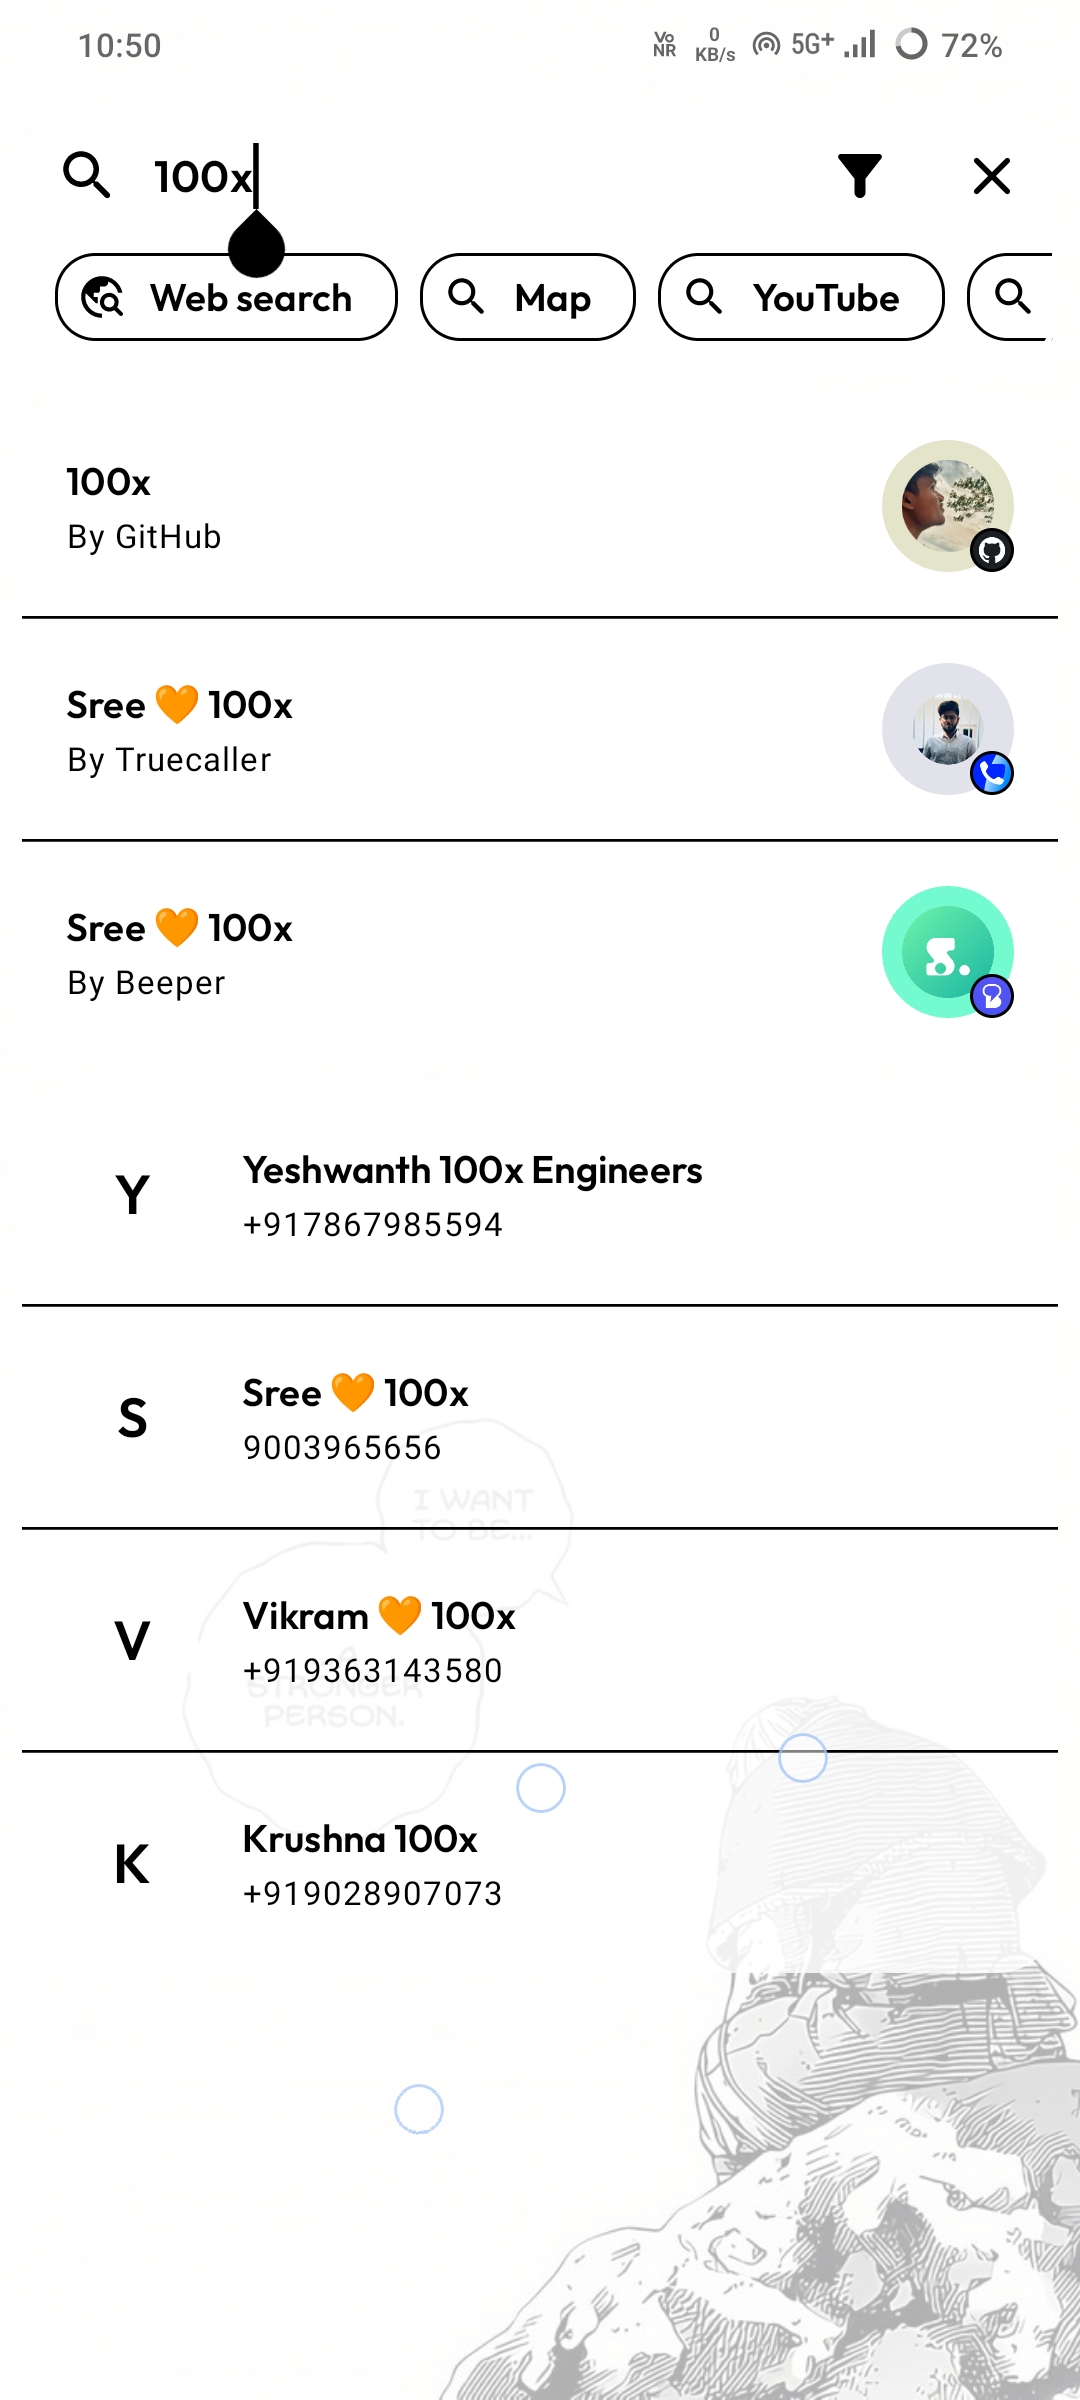 10:50
Vo NR 0 KB/s 5G+ 72%
100x
Web search Map YouTube
100x
By GitHub
Sree 🧡 100x
By Truecaller
Sree 🧡 100x
By Beeper
S.
Y
Yeshwanth 100x Engineers
+917867985594
S
Sree 🧡 100x
9003965656
I WANT
TO BE...
V
Vikram 🧡 100x
+919363143580
STRONGER
PERSON.
K
Krushna 100x
+919028907073